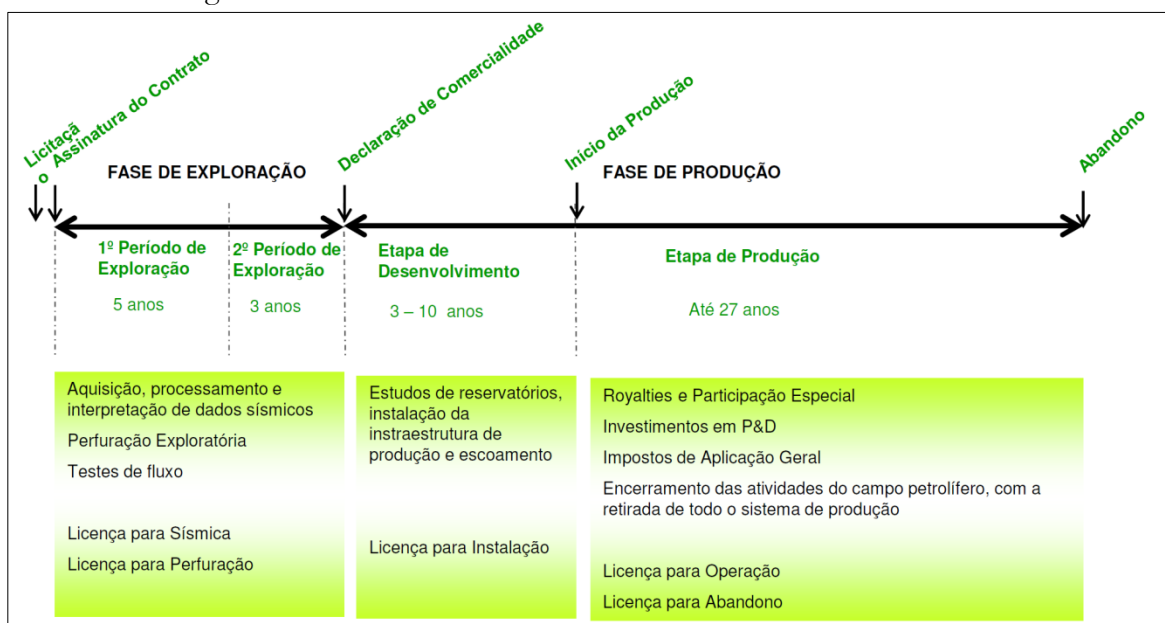 Licitaçã
o
Assinatura do Contrato
Declaração de Comercialidade
Início da Produção
Abandono
FASE DE EXPLORAÇÃO
FASE DE PRODUÇÃO
1º Período de
Exploração
5 anos
2º Período de
Exploração
3 anos
Etapa de
Desenvolvimento
3 – 10 anos
Etapa de Produção
Até 27 anos
Aquisição, processamento e
interpretação de dados sísmicos
Perfuração Exploratória
Testes de fluxo
Licença para Sísmica
Licença para Perfuração
Estudos de reservatórios,
instalação da
instraestrutura de
produção e escoamento
Licença para Instalação
Royalties e Participação Especial
Investimentos em P&D
Impostos de Aplicação Geral
Encerramento das atividades do campo petrolífero, com a
retirada de todo o sistema de produção
Licença para Operação
Licença para Abandono